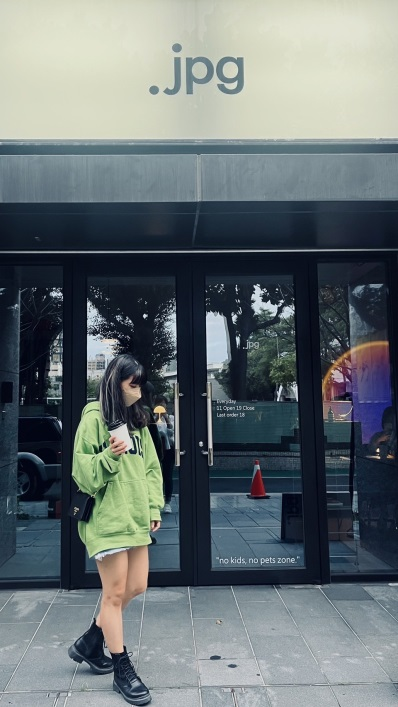 .jpg
.jpg
Everyday
11 Open 19 Close
Last order 18
"no kids, no pets zone."